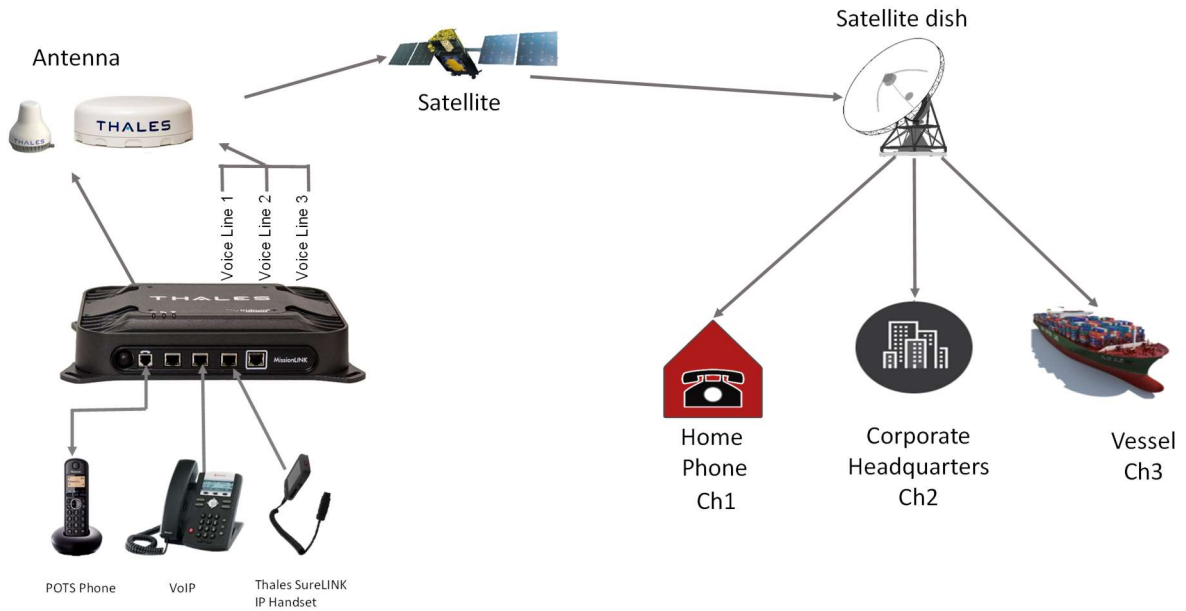 Satellite dish
Antenna
Satellite
THALES
THALES
Voice Line 1
Voice Line 2
Voice Line 3
THALES
MissionLINK
Home
Phone
Ch1
Corporate
Headquarters
Ch2
Vessel
Ch3
POTS Phone
VoIP
Thales SureLINK
IP Handset